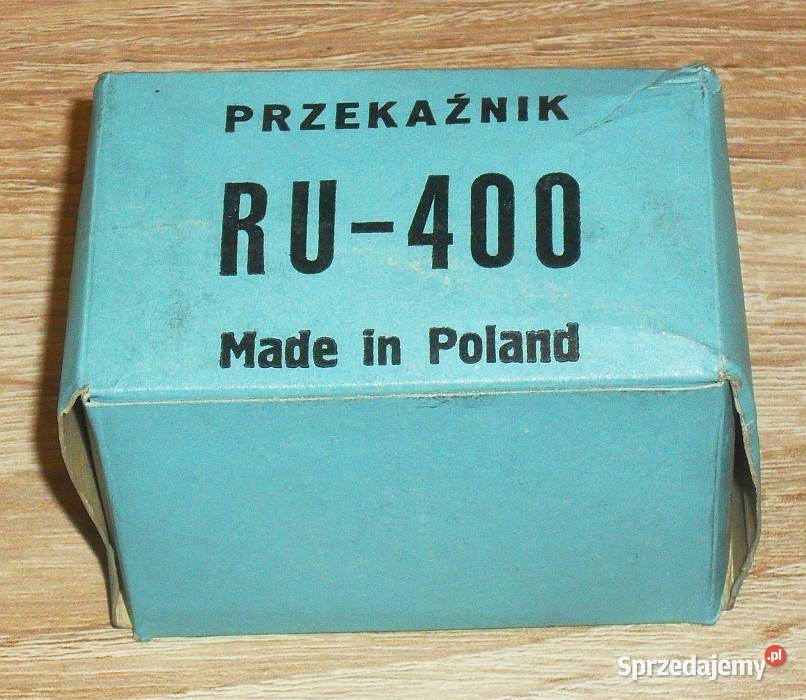 PRZEKAŹNIK
RU-400
Made in Poland
Sprzedajemy.pl